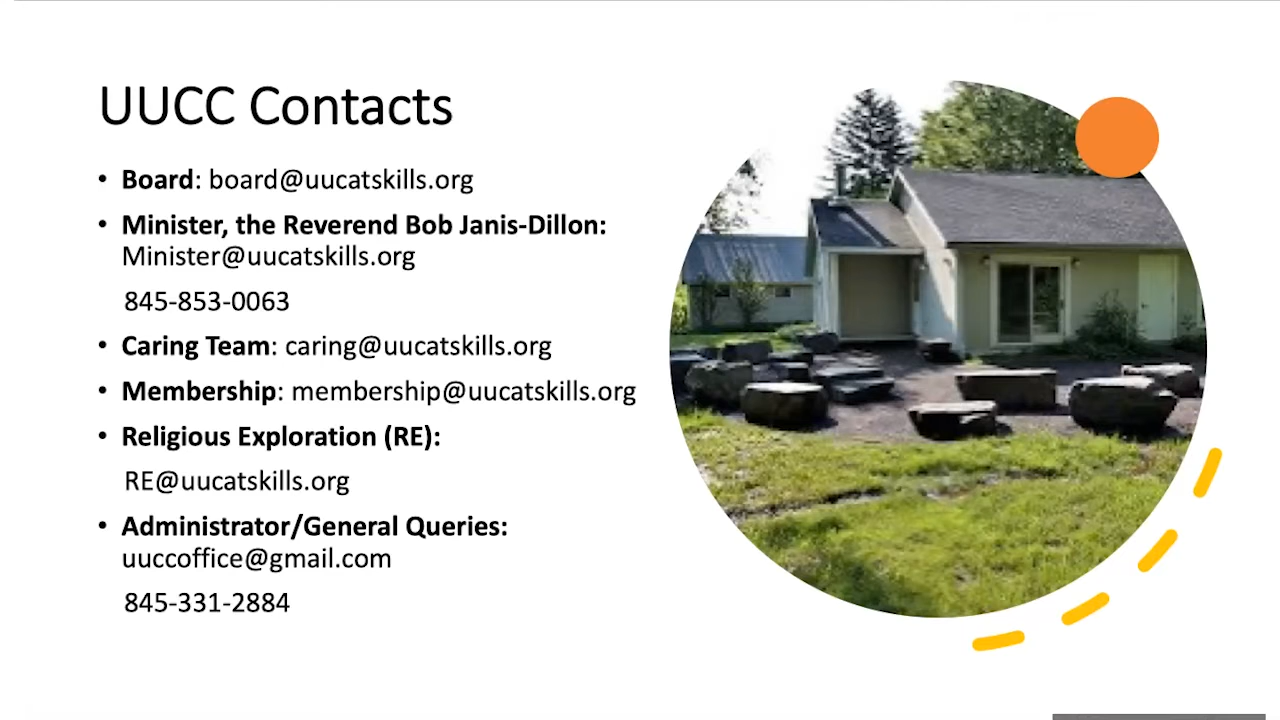 UUCC Contacts
• Board: board@uucatskills.org
• Minister, the Reverend Bob Janis-Dillon:
Minister@uucatskills.org
845-853-0063
• Caring Team: caring@uucatskills.org
• Membership: membership@uucatskills.org
• Religious Exploration (RE):
RE@uucatskills.org
• Administrator/General Queries:
uuccoffice@gmail.com
845-331-2884